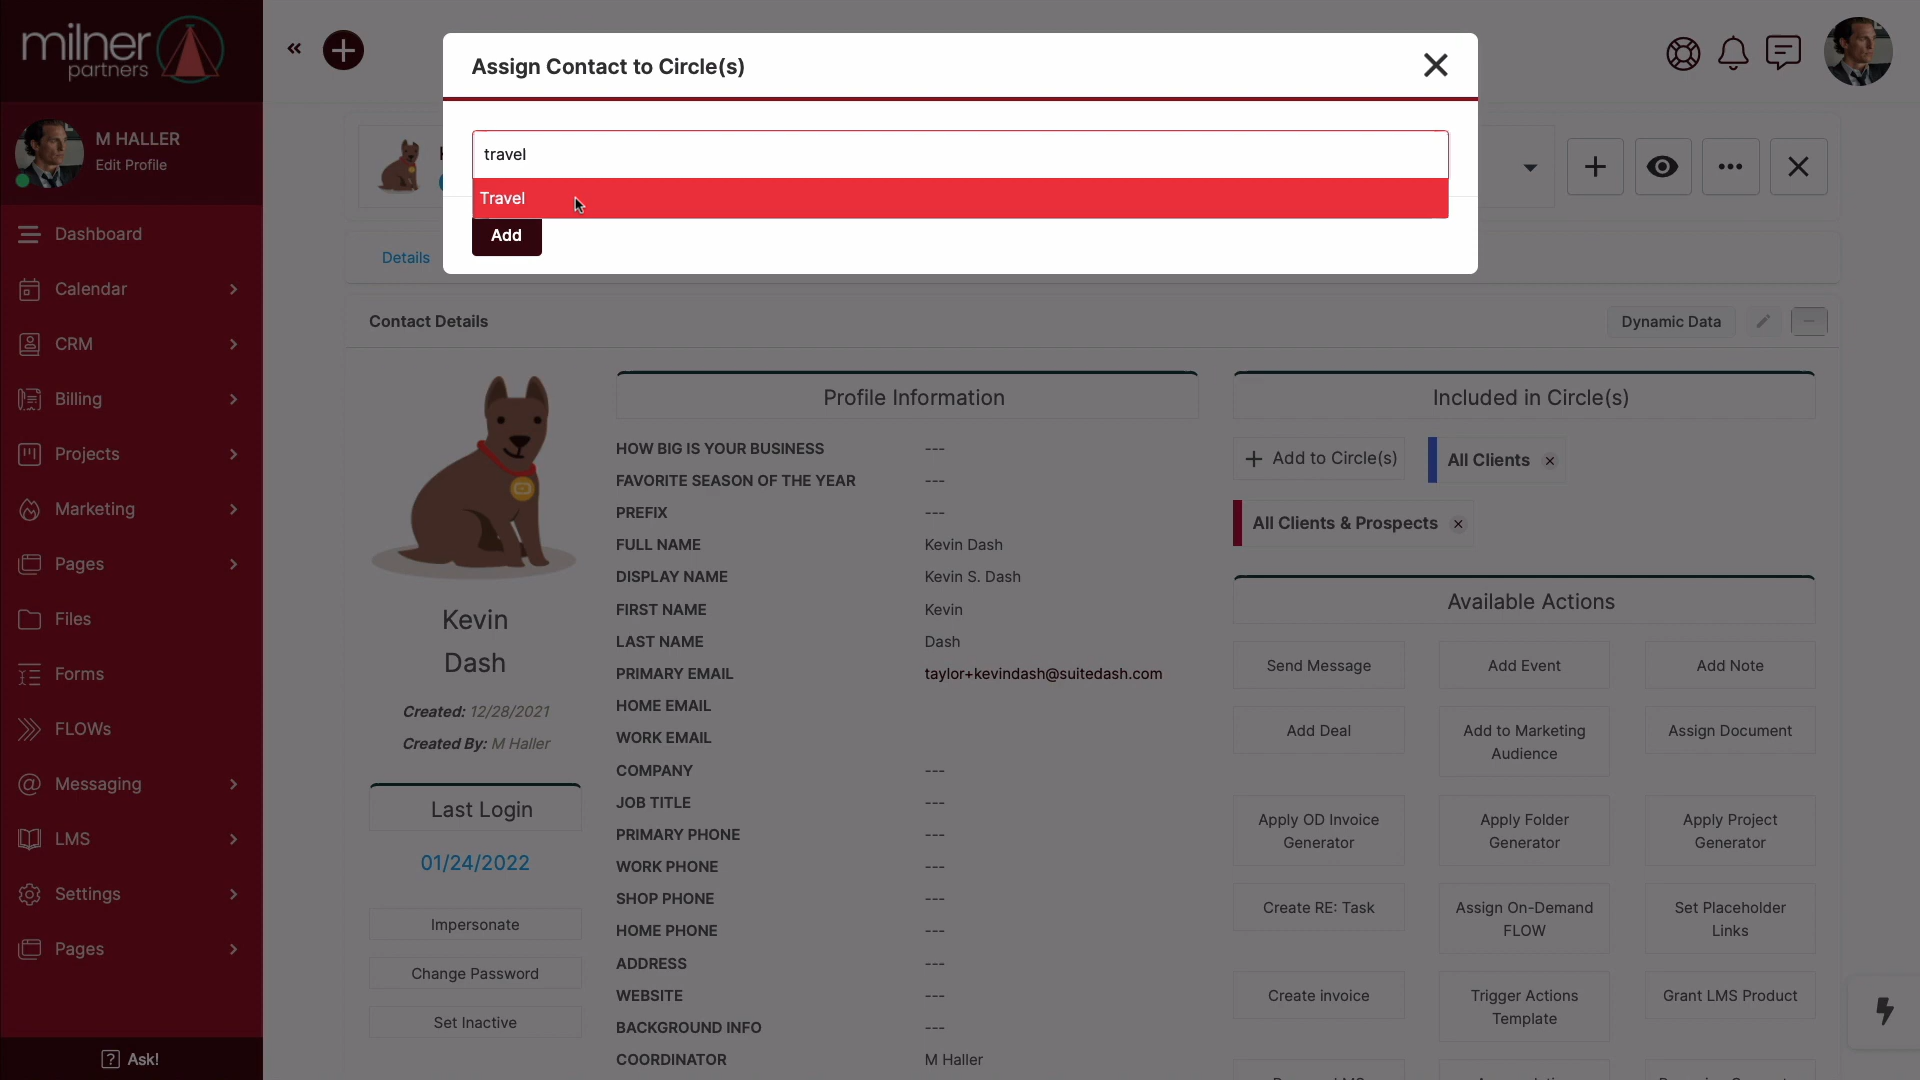 milner
partners
M HALLER
Edit Profile
Dashboard
Calendar
CRM
Billing
Projects
Marketing
Pages
Files
Forms
FLOWs
Messaging
LMS
Settings
Pages
Ask!
Assign Contact to Circle(s)
travel
Travel
Add
Details
Contact Details
Dynamic Data
Kevin
Dash
Created: 12/28/2021
Created By: M Haller
Last Login
01/24/2022
Impersonate
Change Password
Set Inactive
Profile Information
HOW BIG IS YOUR BUSINESS ---
FAVORITE SEASON OF THE YEAR ---
PREFIX ---
FULL NAME Kevin Dash
DISPLAY NAME Kevin S. Dash
FIRST NAME Kevin
LAST NAME Dash
PRIMARY EMAIL taylor+kevindash@suitedash.com
HOME EMAIL
WORK EMAIL
COMPANY ---
JOB TITLE ---
PRIMARY PHONE ---
WORK PHONE ---
SHOP PHONE ---
HOME PHONE ---
ADDRESS ---
WEBSITE ---
BACKGROUND INFO ---
COORDINATOR M Haller
Included in Circle(s)
Add to Circle(s)
All Clients
All Clients & Prospects
Available Actions
Send Message
Add Event
Add Note
Add Deal
Add to Marketing
Audience
Assign Document
Apply OD Invoice
Generator
Apply Folder
Generator
Apply Project
Generator
Create RE: Task
Assign On-Demand
FLOW
Set Placeholder
Links
Create invoice
Trigger Actions
Template
Grant LMS Product